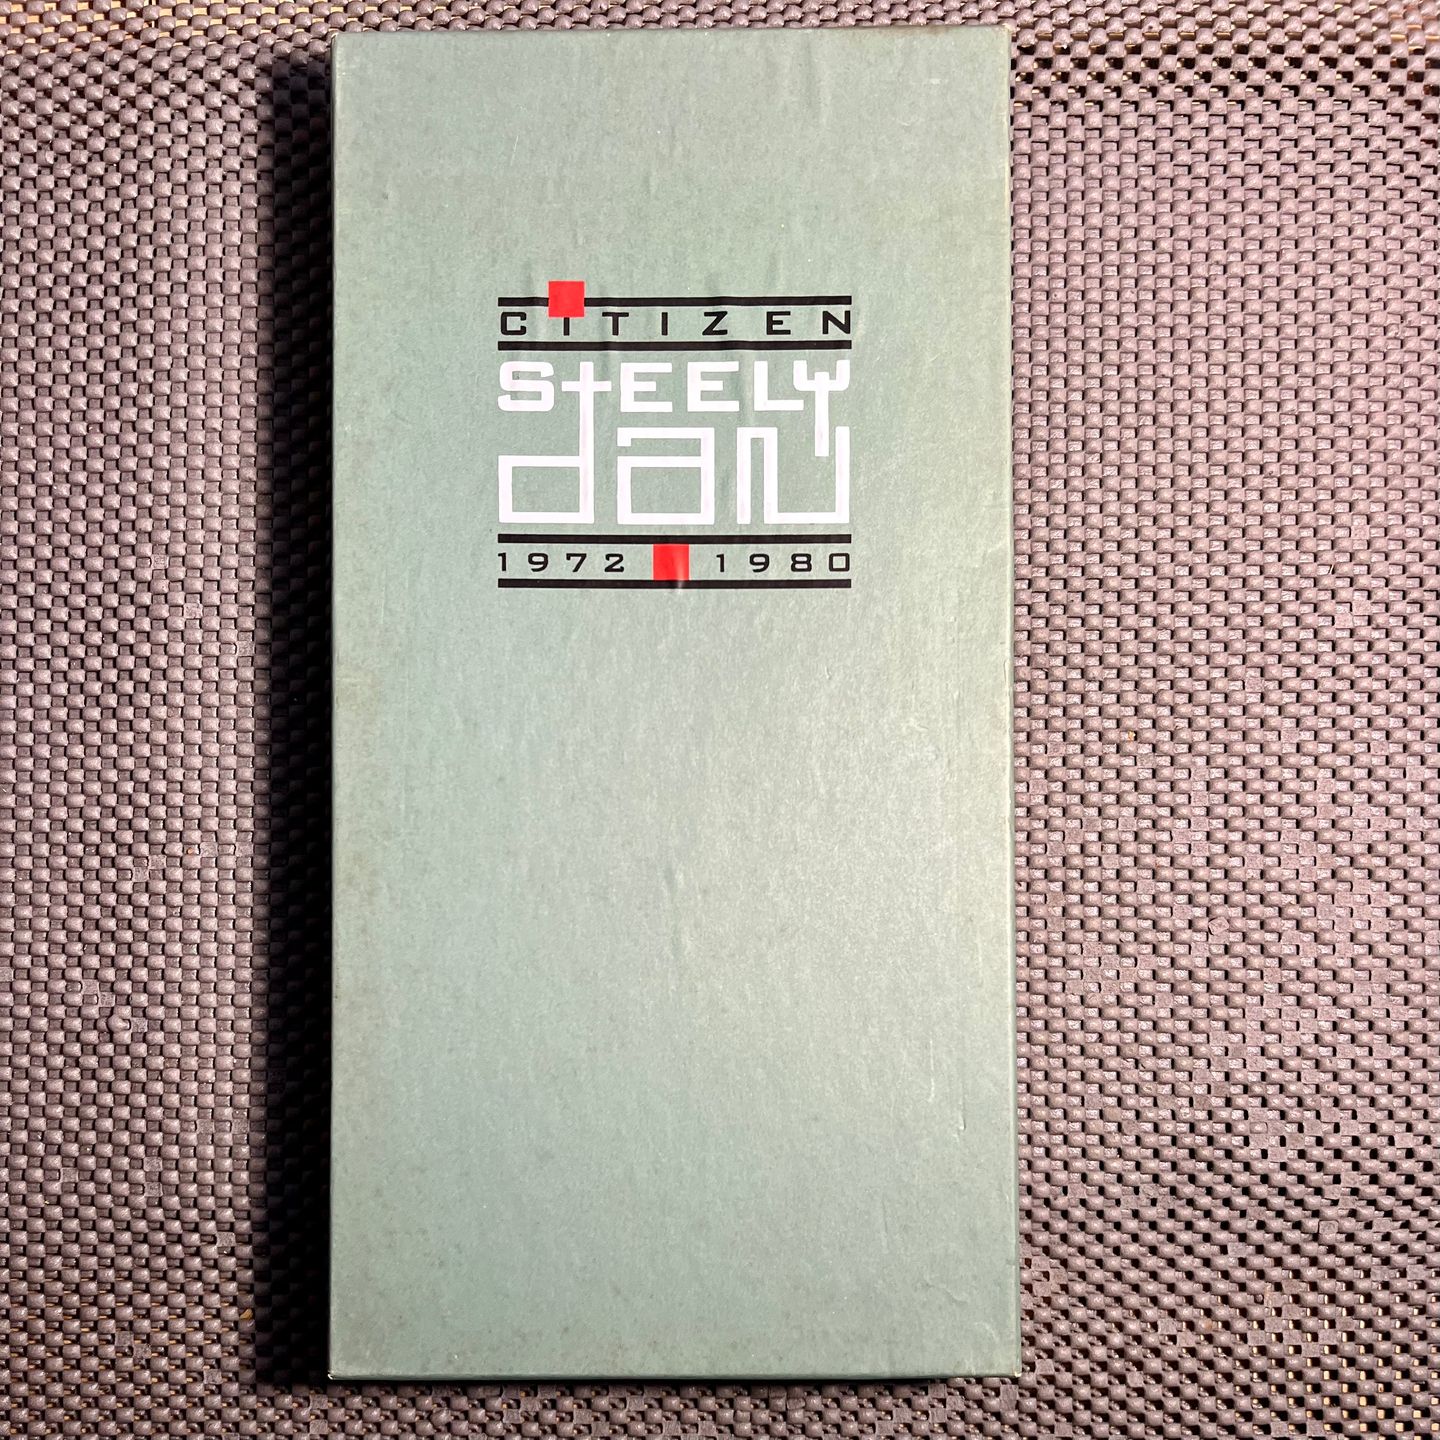 CiTIZEN
STEELY
dan
1972 1980